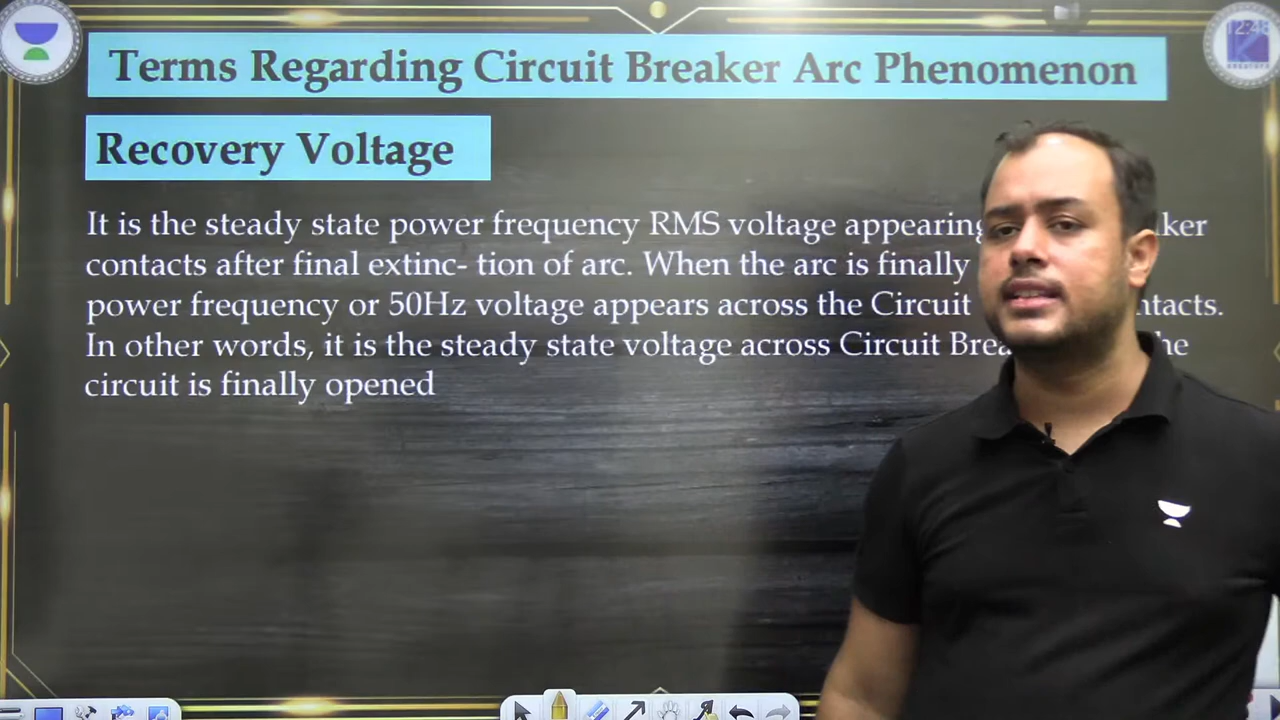 Terms Regarding Circuit Breaker Arc Phenomenon
Recovery Voltage
It is the steady state power frequency RMS voltage appearing
contacts after final extinc- tion of arc. When the arc is finally
power frequency or 50Hz voltage appears across the Circuit
In other words, it is the steady state voltage across Circuit
circuit is finally opened
12:48